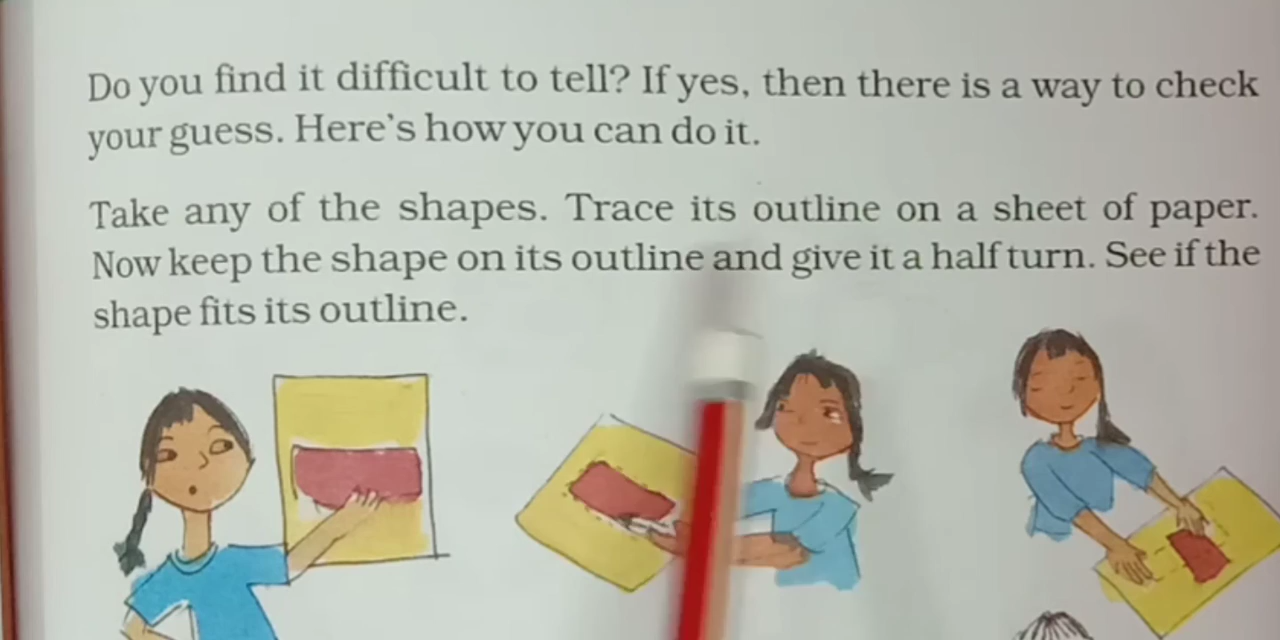 Do you find it difficult to tell? If yes, then there is a way to check
your guess. Here's how you can do it.
Take any of the shapes. Trace its outline on a sheet of paper.
Now keep the shape on its outline and give it a half turn. See if the
shape fits its outline.